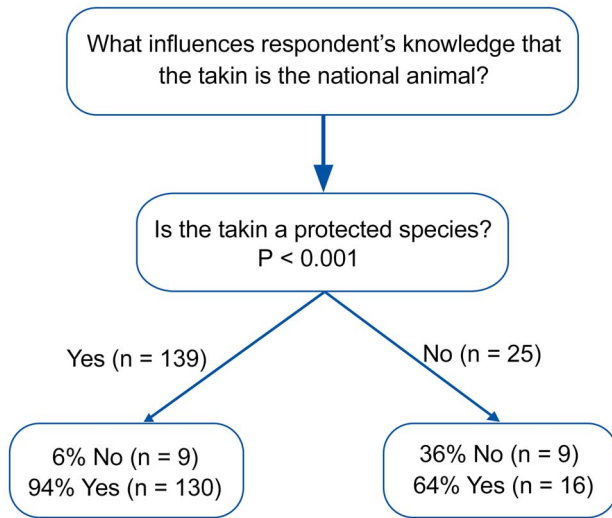 What influences respondent’s knowledge that
the takin is the national animal?
Is the takin a protected species?
P < 0.001
Yes (n = 139)
No (n = 25)
6% No (n = 9)
94% Yes (n = 130)
36% No (n = 9)
64% Yes (n = 16)